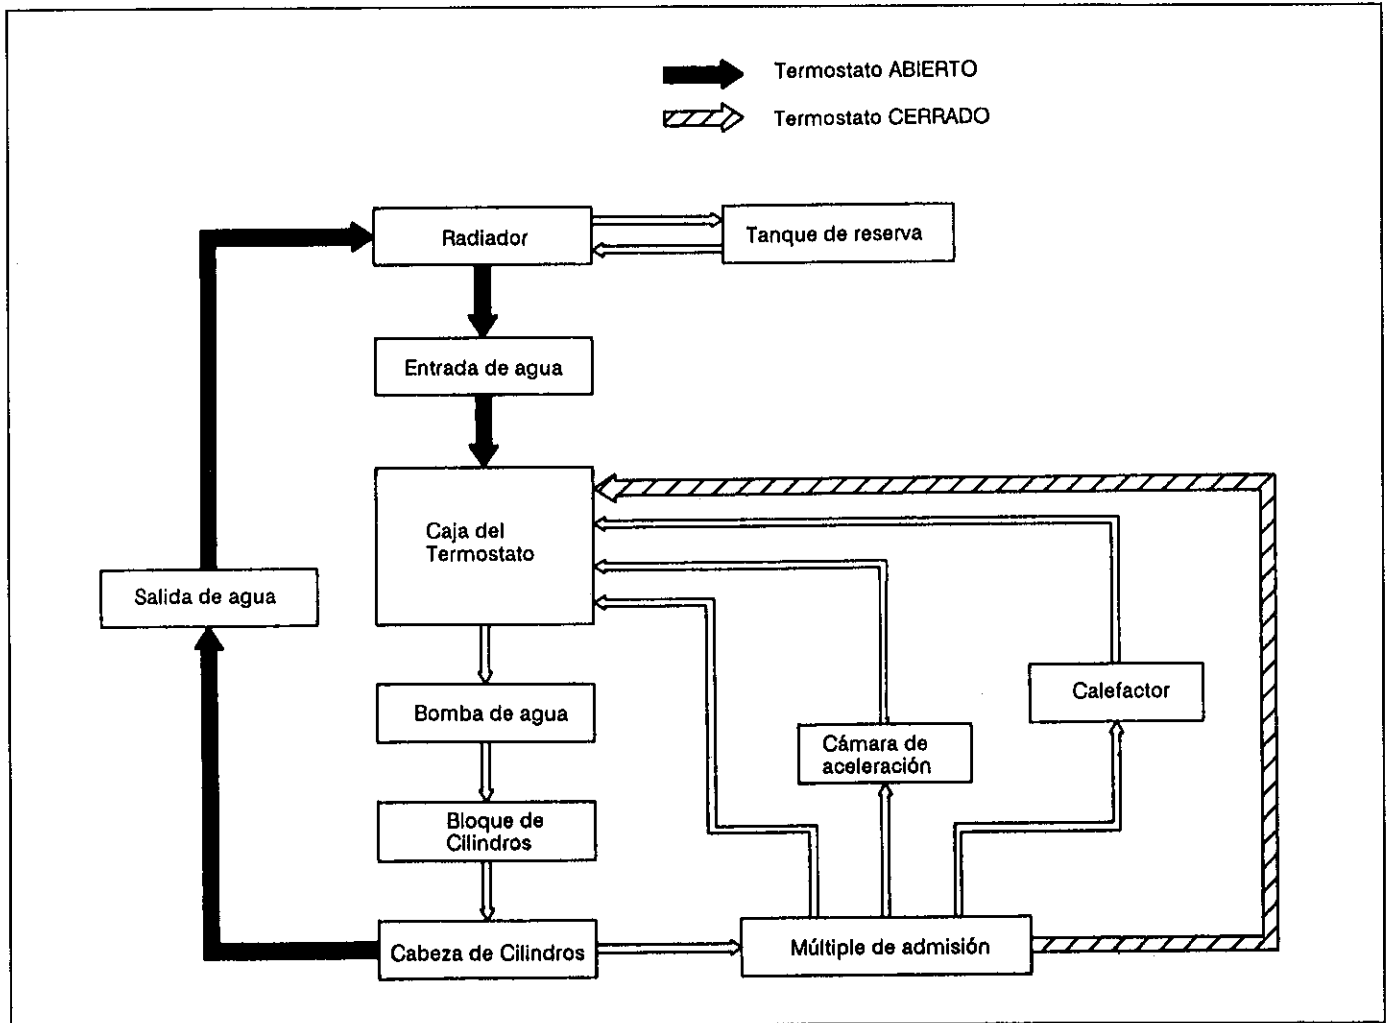 Termostato ABIERTO
Termostato CERRADO
Radiador
Tanque de reserva
Entrada de agua
Caja del
Termostato
Salida de agua
Bomba de agua
Calefactor
Cámara de
aceleración
Bloque de
Cilindros
Cabeza de Cilindros
Múltiple de admisión